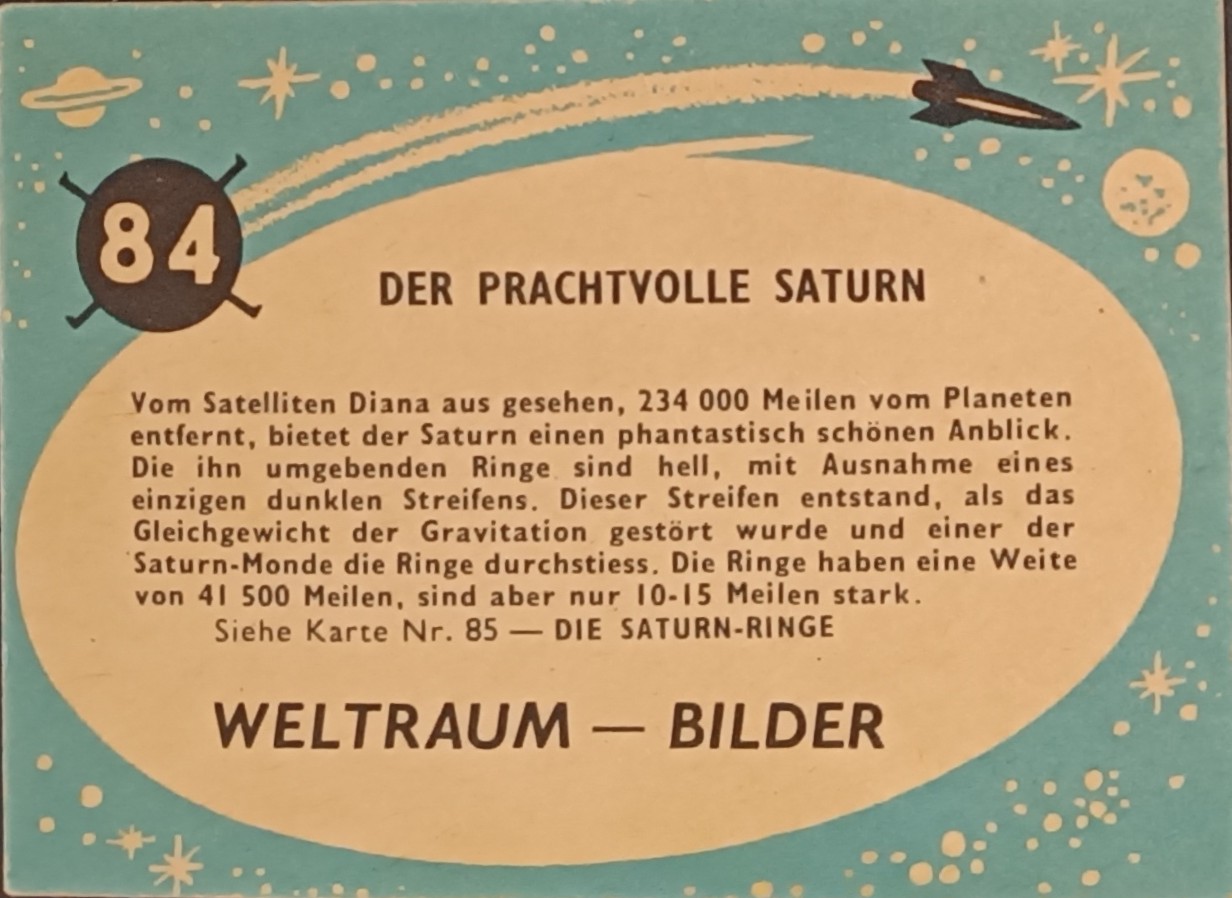 84
DER PRACHTVOLLE SATURN
Vom Satelliten Diana aus gesehen, 234 000 Meilen vom Planeten
entfernt, bietet der Saturn einen phantastisch schönen Anblick.
Die ihn umgebenden Ringe sind hell, mit Ausnahme eines
einzigen dunklen Streifens. Dieser Streifen entstand, als das
Gleichgewicht der Gravitation gestört wurde und einer der
Saturn-Monde die Ringe durchstiess. Die Ringe haben eine Weite
von 41 500 Meilen, sind aber nur 10-15 Meilen stark.
Siehe Karte Nr. 85 — DIE SATURN-RINGE
WELTRAUM — BILDER